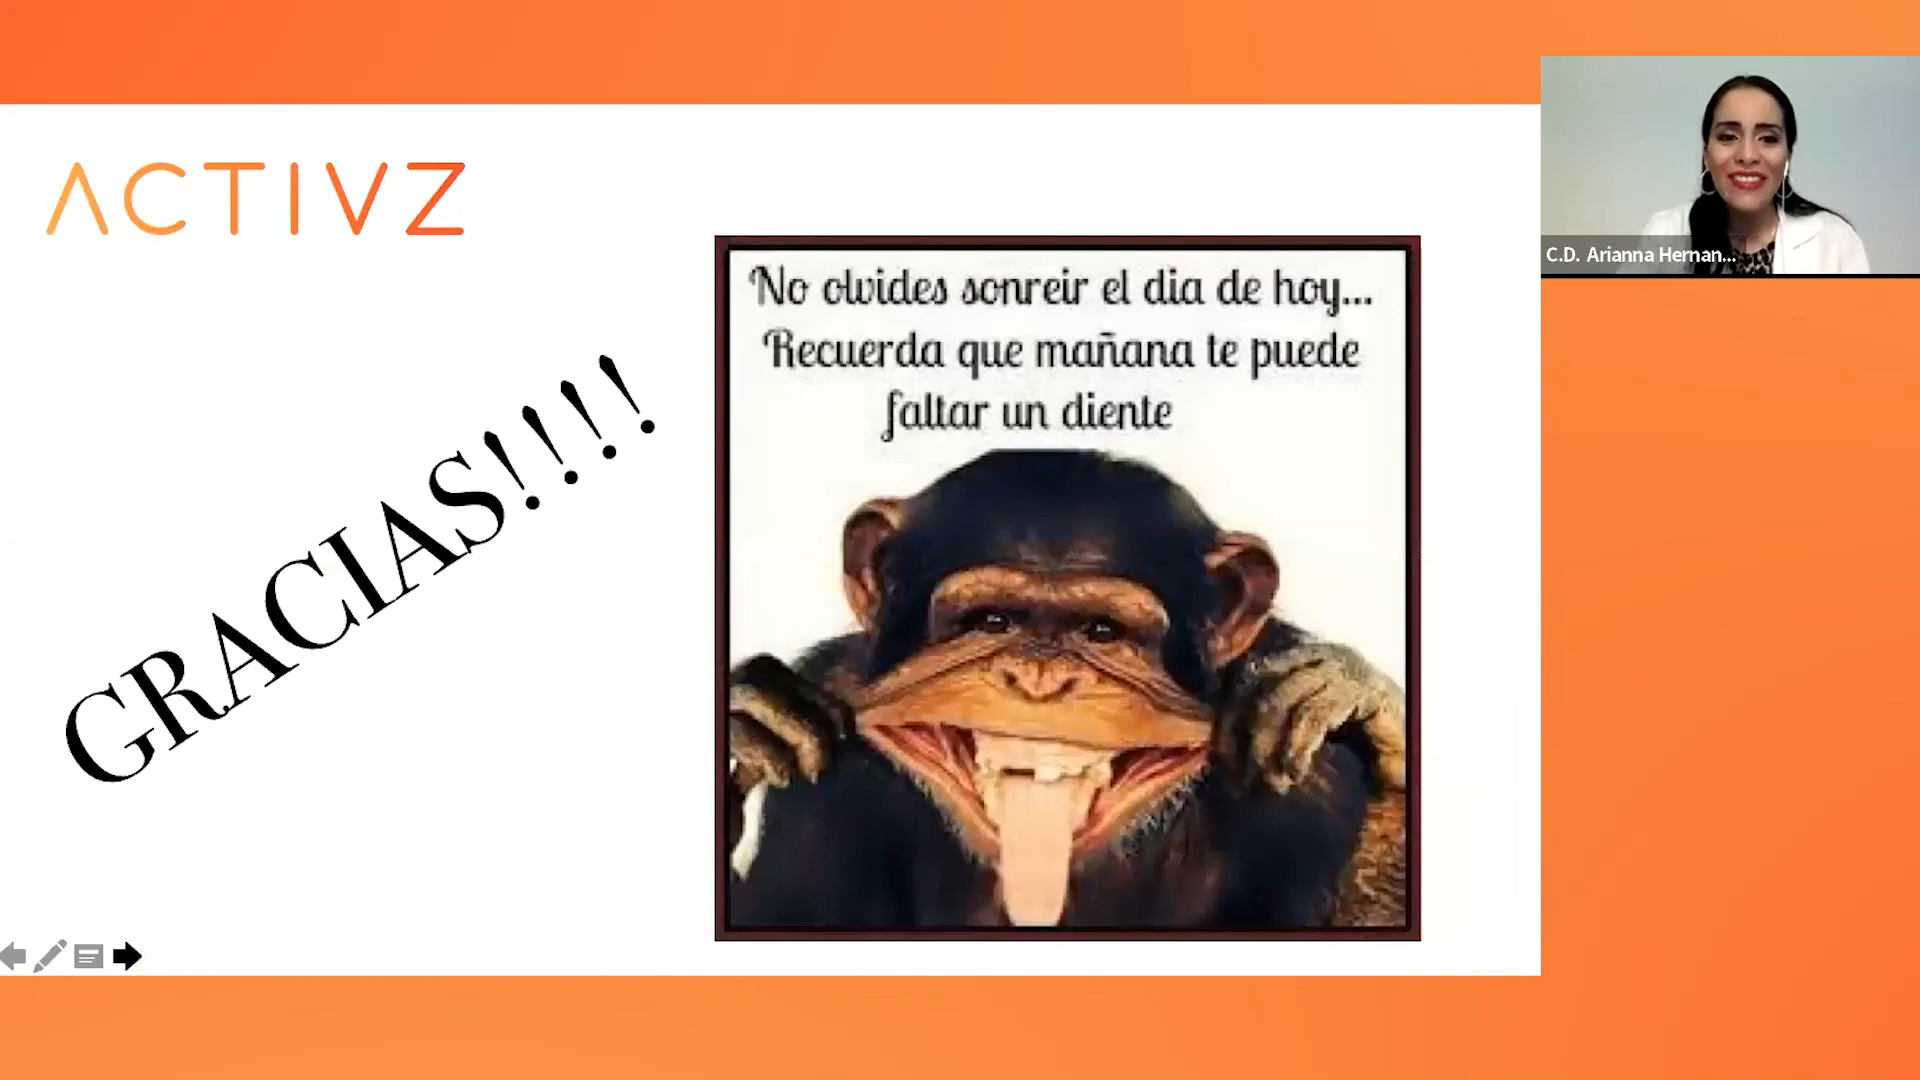 ACTIVZ
C.D. Arianna Hernan...
No olvides sonreir el dia de hoy...
Recuerda que mañana te puede
faltar un diente
GRACIAS!!!!